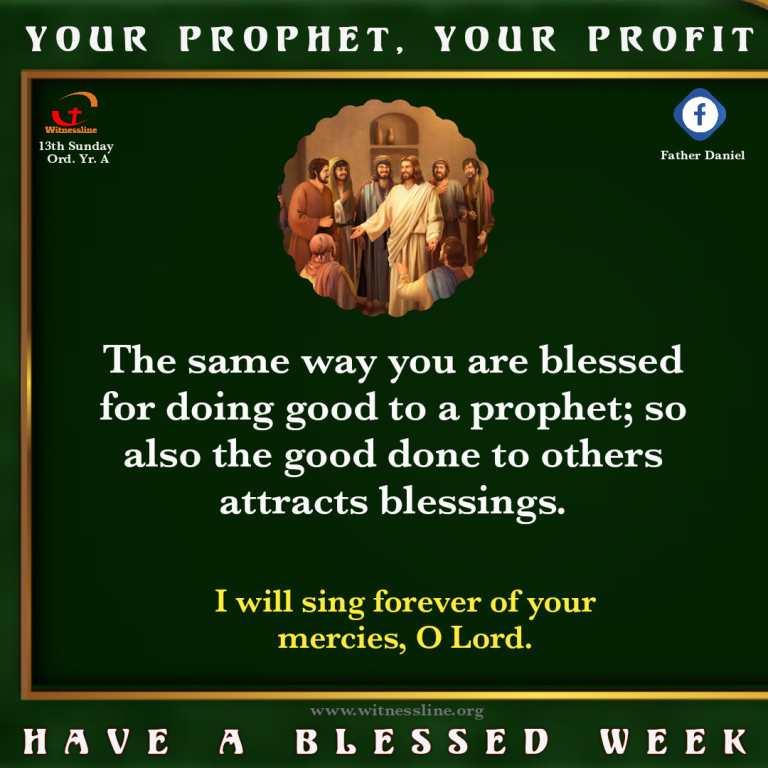 YOUR PROPHET, YOUR PROFIT
Witnessline
13th Sunday
Ord. Yr. A
Father Daniel
The same way you are blessed
for doing good to a prophet; so
also the good done to others
attracts blessings.
I will sing forever of your
mercies, O Lord.
www.witnessline.org
HAVE A BLESSED WEEK